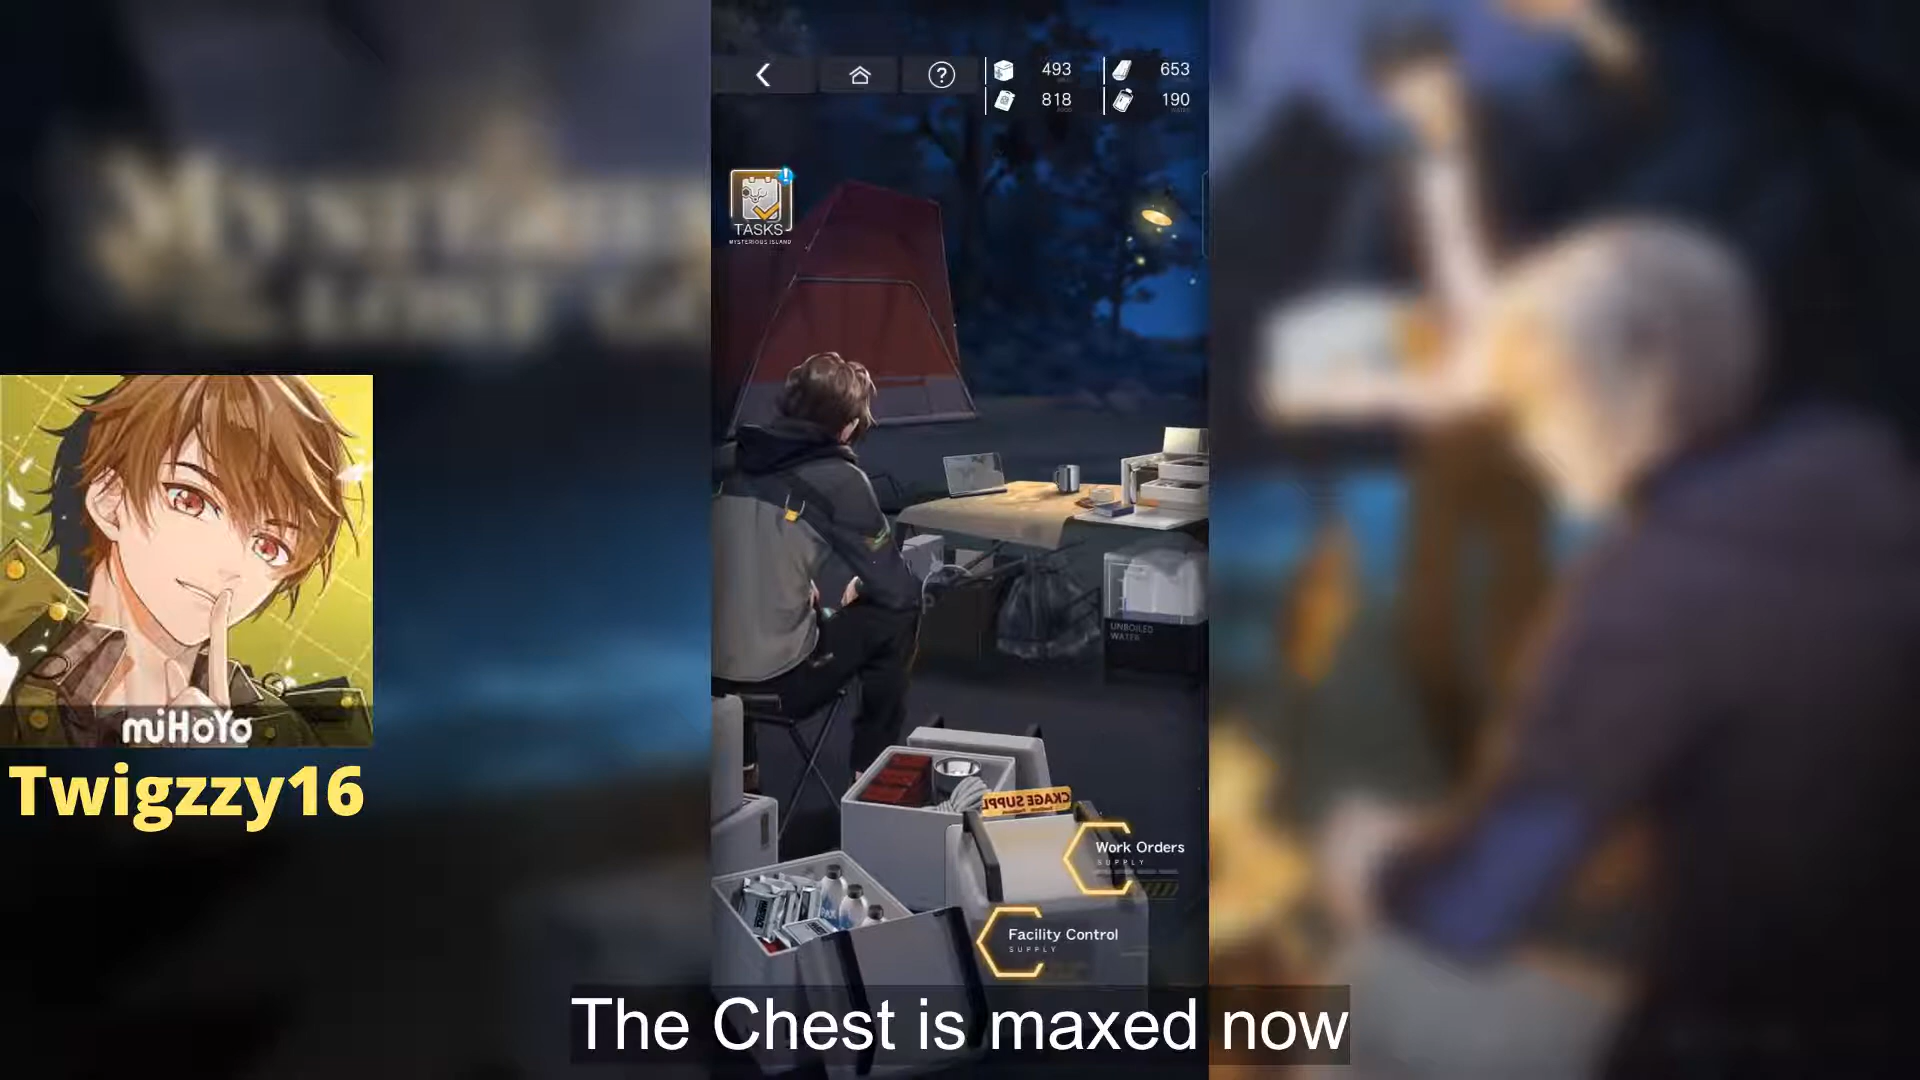 493
653
818
190
TASKS
MYSTERIOUS ISLAND
LOST
miHoYo
Twigzzy16
UNBOILED
WATER
CKAGE SUPPL
Work Orders
SUPPLY
Facility Control
SUPPLY
The Chest is maxed now